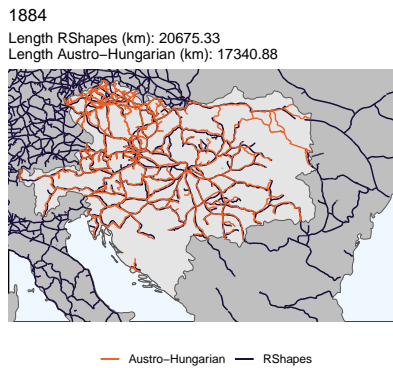 1884
Length RShapes (km): 20675.33
Length Austro−Hungarian (km): 17340.88
Austro−Hungarian RShapes